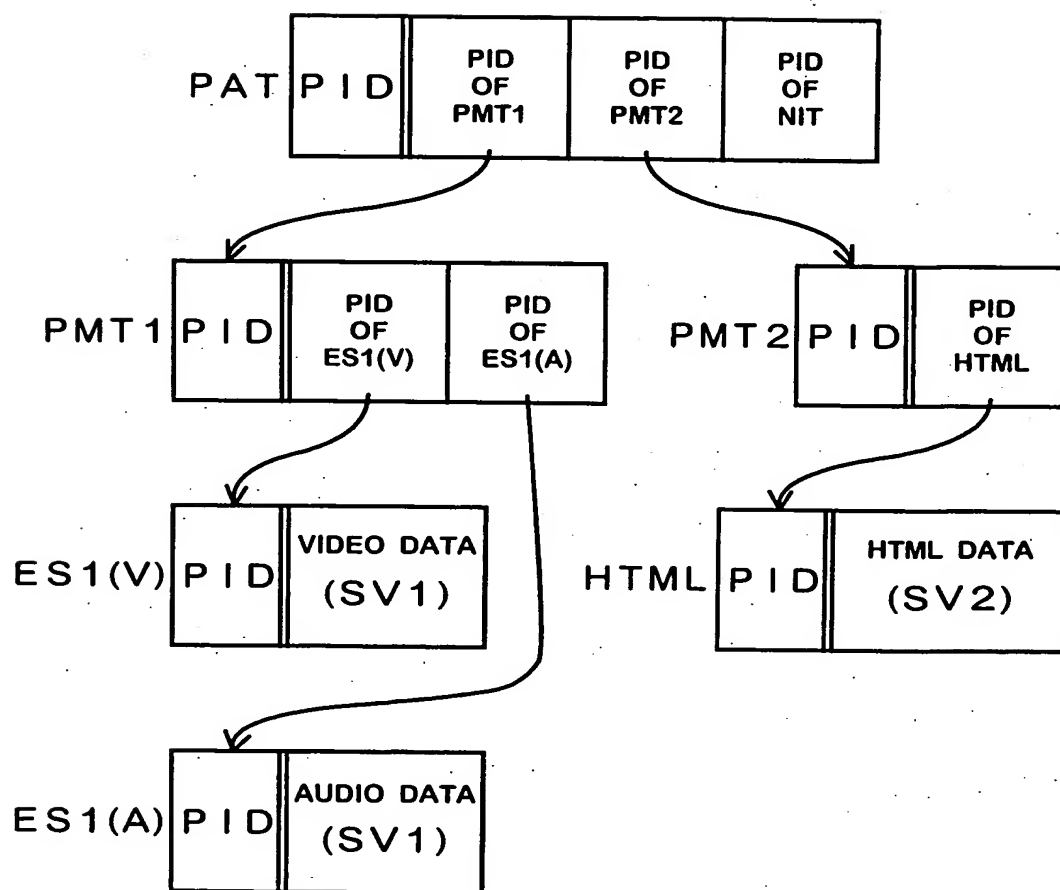 PAT PID
PID
OF
PMT1
PID
OF
PMT2
PID
OF
NIT
PMT1 PID
PID
OF
ES1(V)
PID
OF
ES1(A)
PMT2 PID
PID
OF
HTML
ES1(V) PID
VIDEO DATA
(SV1)
HTML PID
HTML DATA
(SV2)
ES1(A) PID
AUDIO DATA
(SV1)